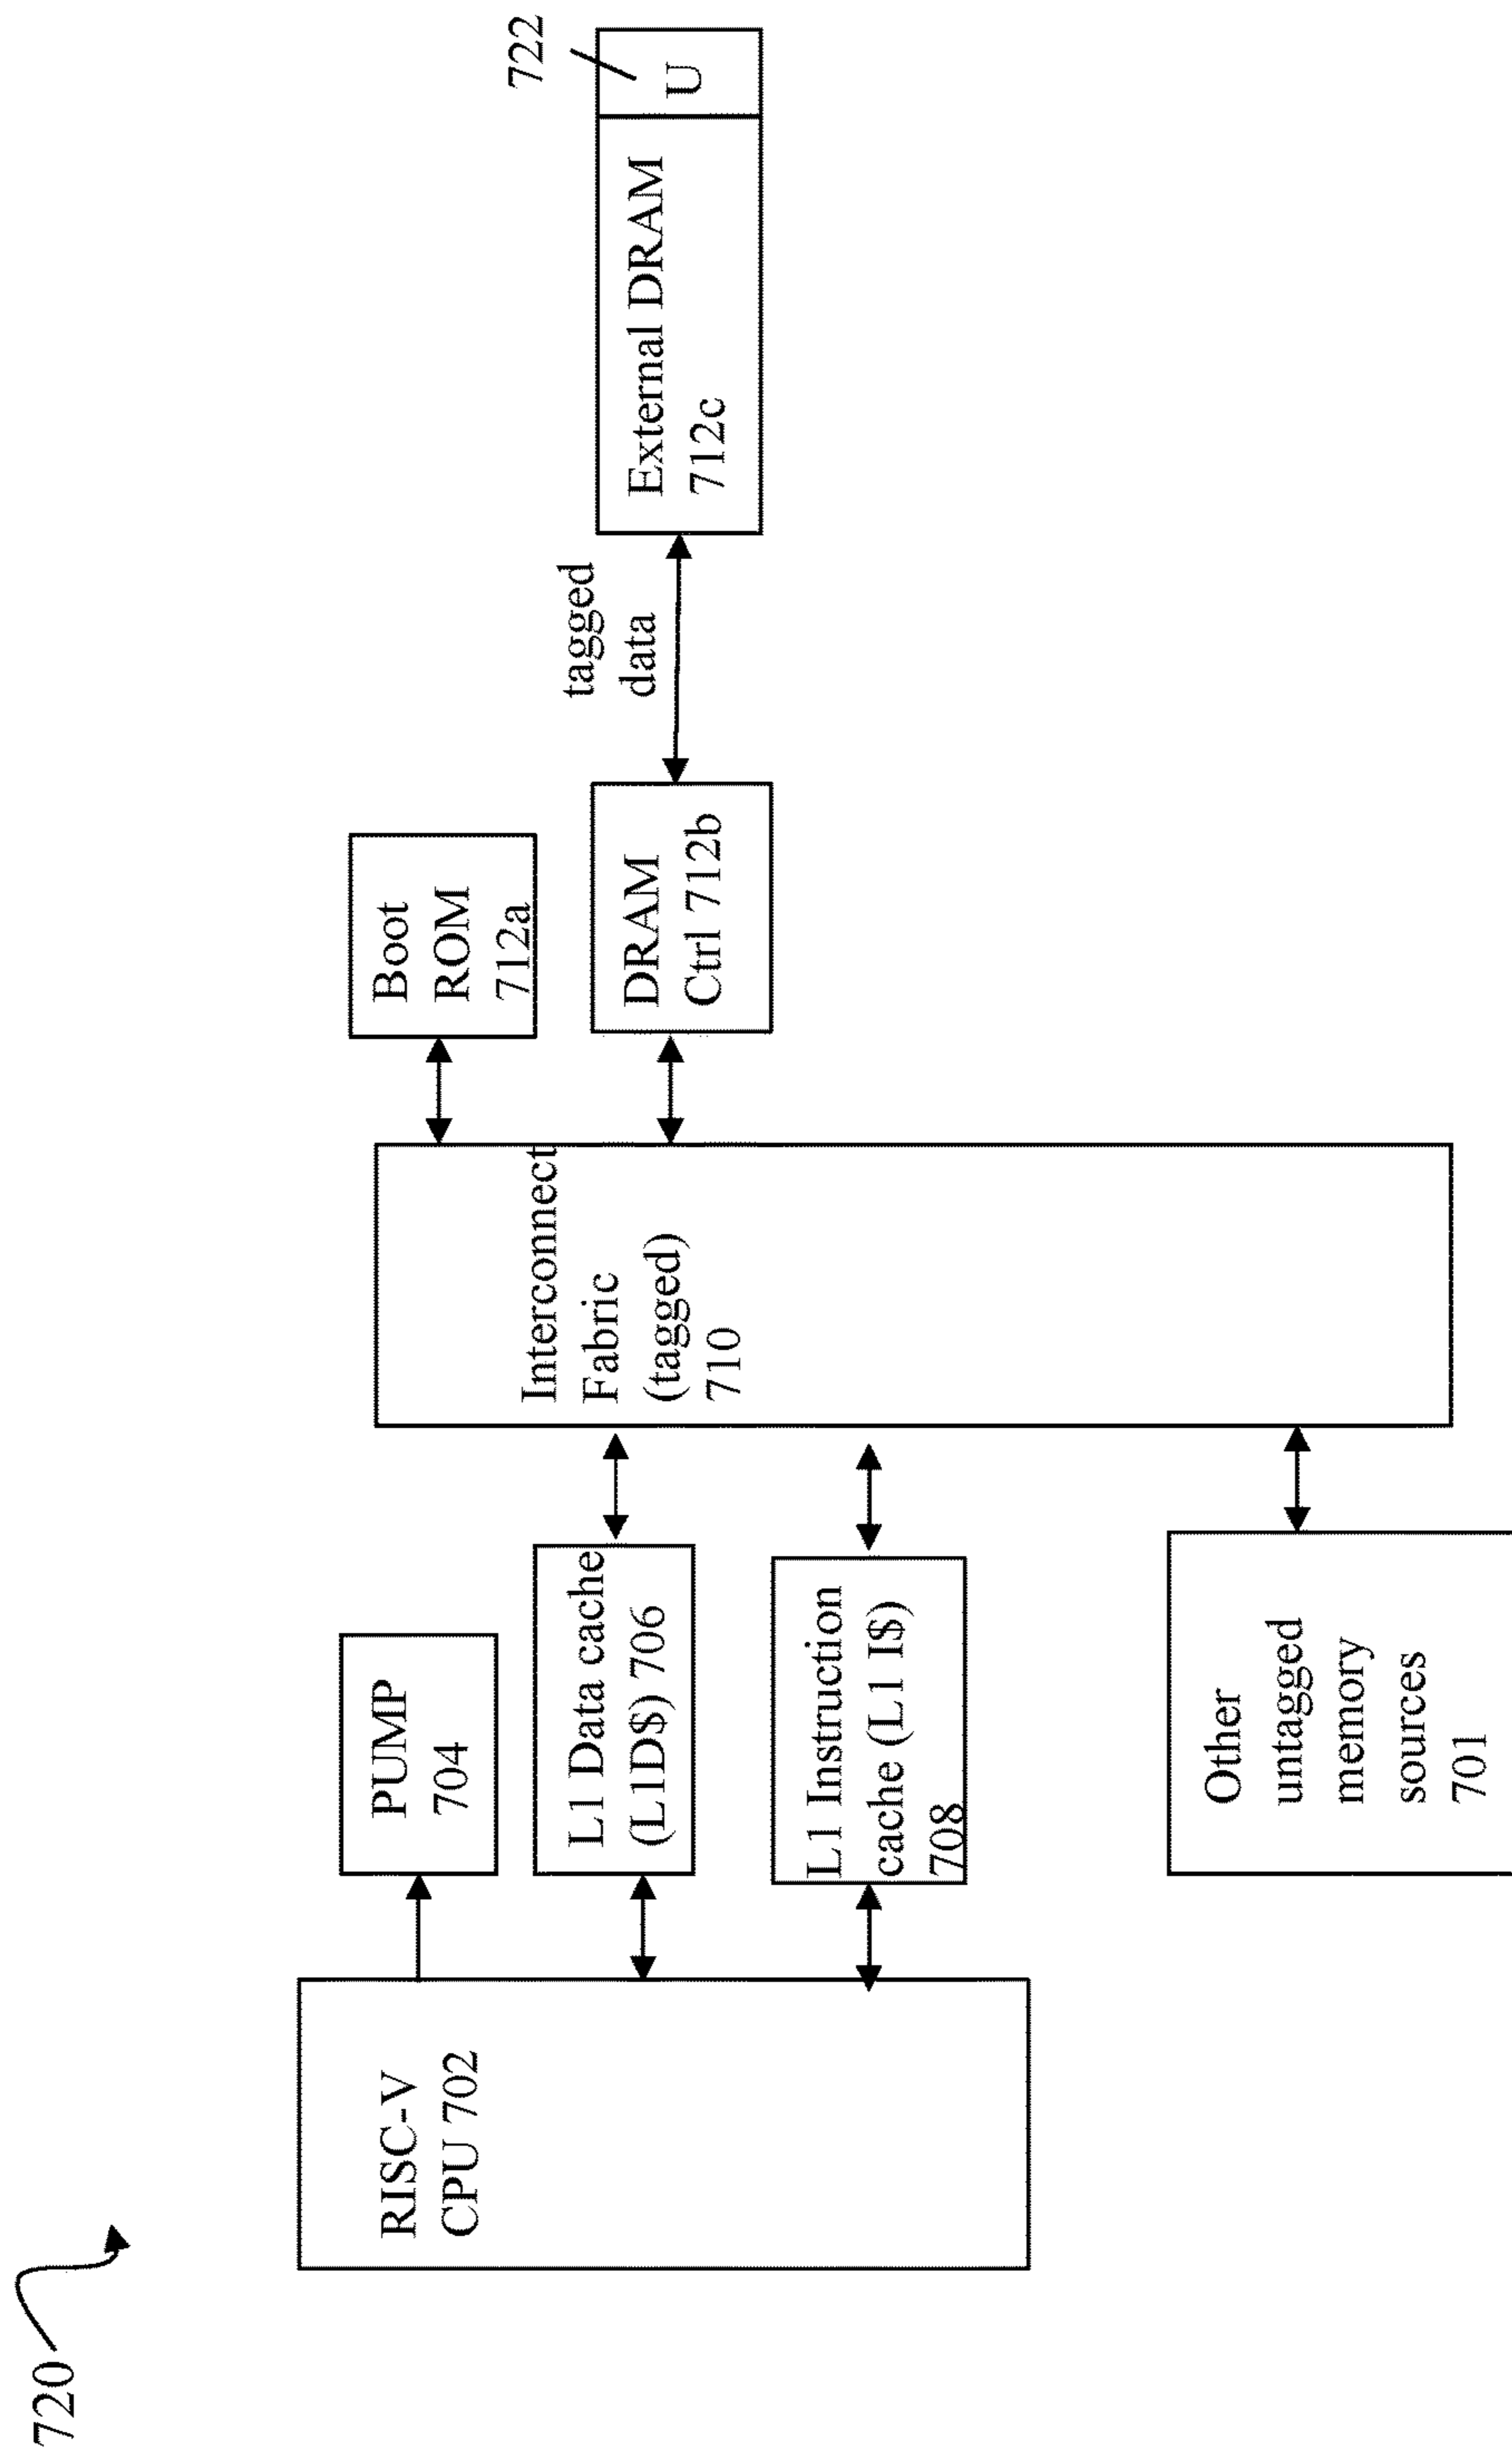 720
RISC-V
CPU 702
PUMP
704
L1 Data cache
(L1D$) 706
L1 Instruction
cache (L1 I$)
708
Other
untagged
memory
sources
701
Interconnect
Fabric
(tagged)
710
Boot
ROM
712a
DRAM
Ctrl 712b
tagged
data
External DRAM
712c
U
722